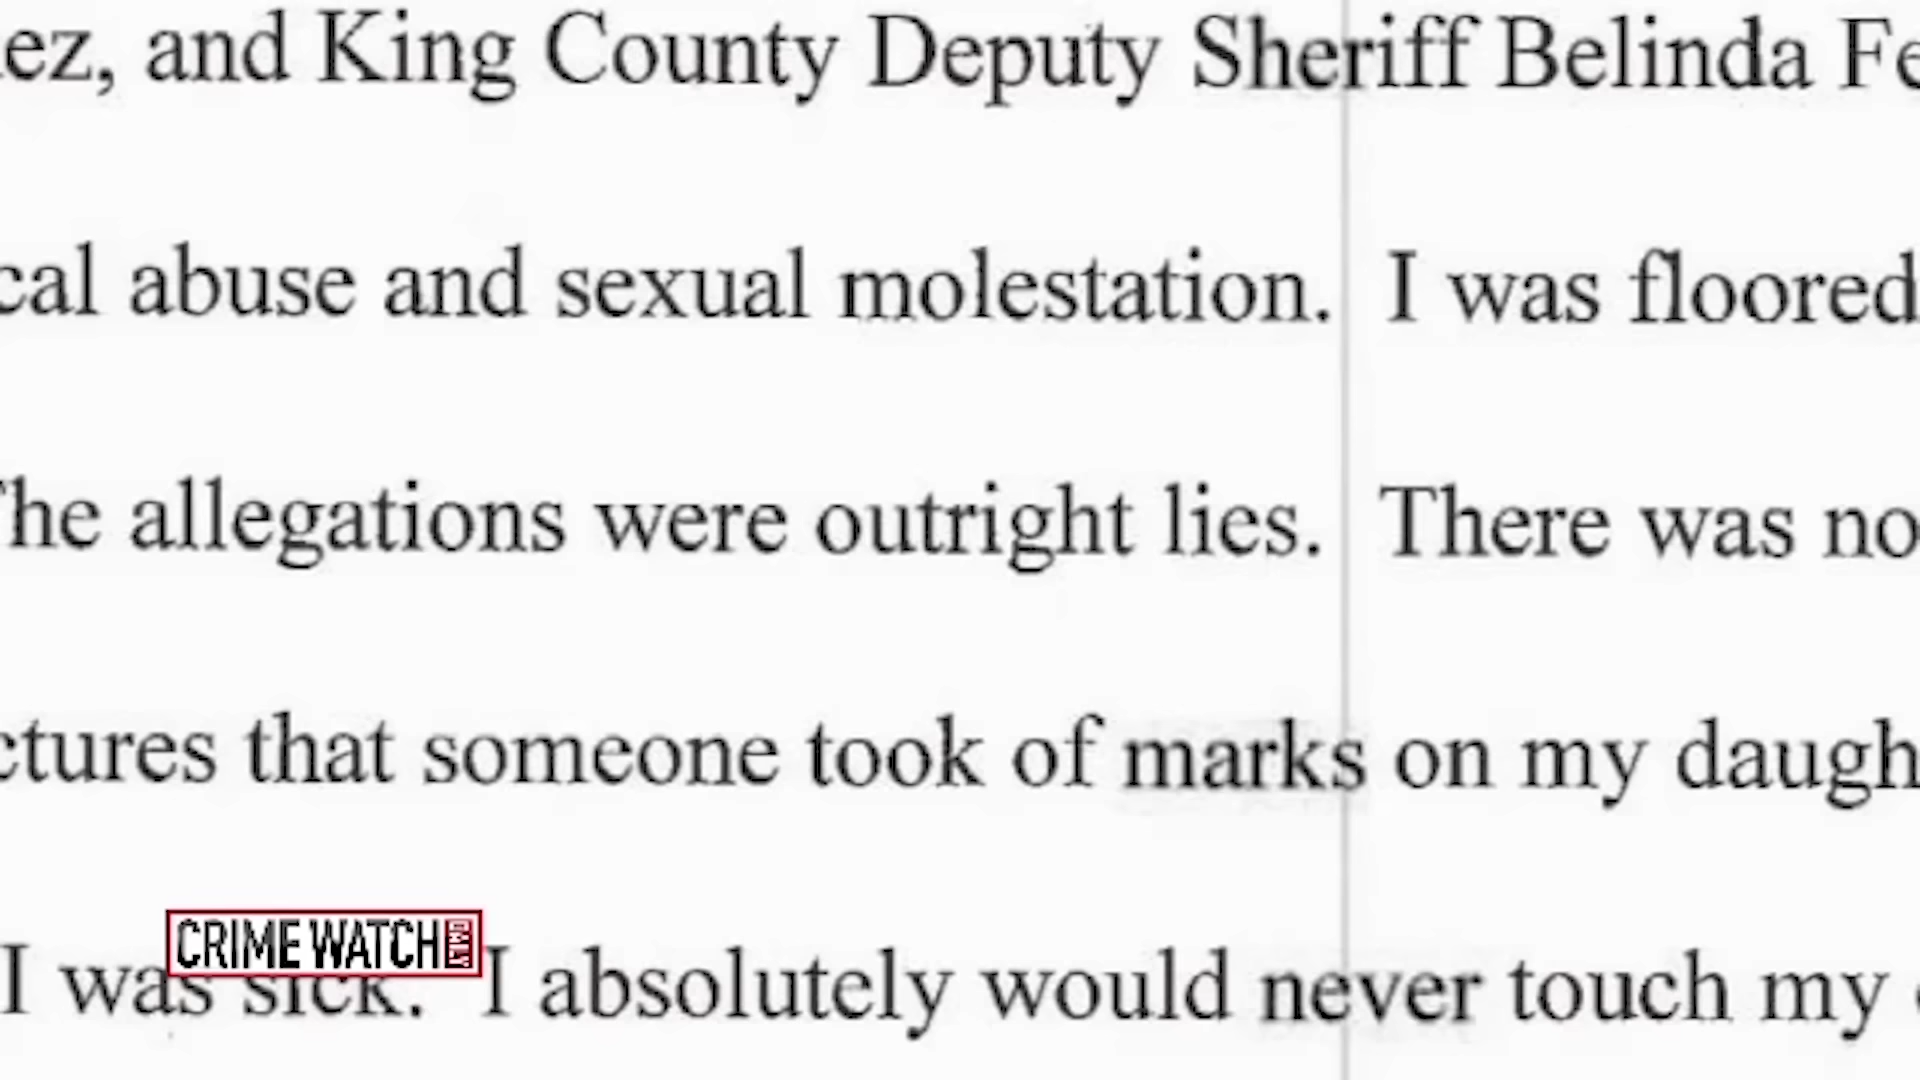 ez, and King County Deputy Sheriff Belinda Fe
cal abuse and sexual molestation. I was floored
The allegations were outright lies. There was no
ctures that someone took of marks on my daugh
I was sick. I absolutely would never touch my
CRIME WATCH DAILY